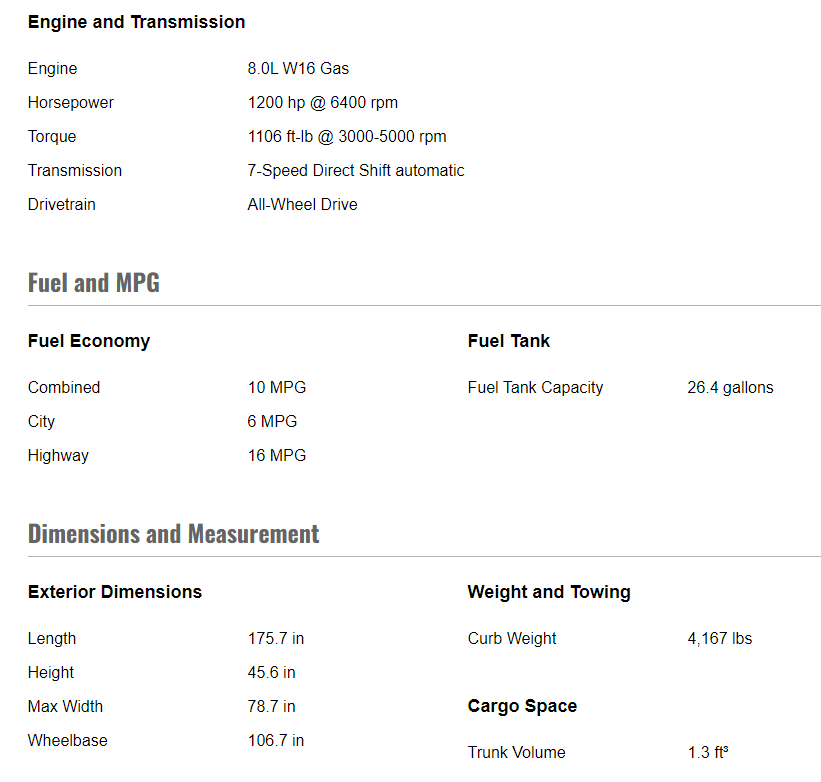 Engine and Transmission
Engine 8.0L W16 Gas
Horsepower 1200 hp @ 6400 rpm
Torque 1106 ft-lb @ 3000-5000 rpm
Transmission 7-Speed Direct Shift automatic
Drivetrain All-Wheel Drive
Fuel and MPG
Fuel Economy
Combined 10 MPG
City 6 MPG
Highway 16 MPG
Fuel Tank
Fuel Tank Capacity 26.4 gallons
Dimensions and Measurement
Exterior Dimensions
Length 175.7 in
Height 45.6 in
Max Width 78.7 in
Wheelbase 106.7 in
Weight and Towing
Curb Weight 4,167 lbs
Cargo Space
Trunk Volume 1.3 ft³